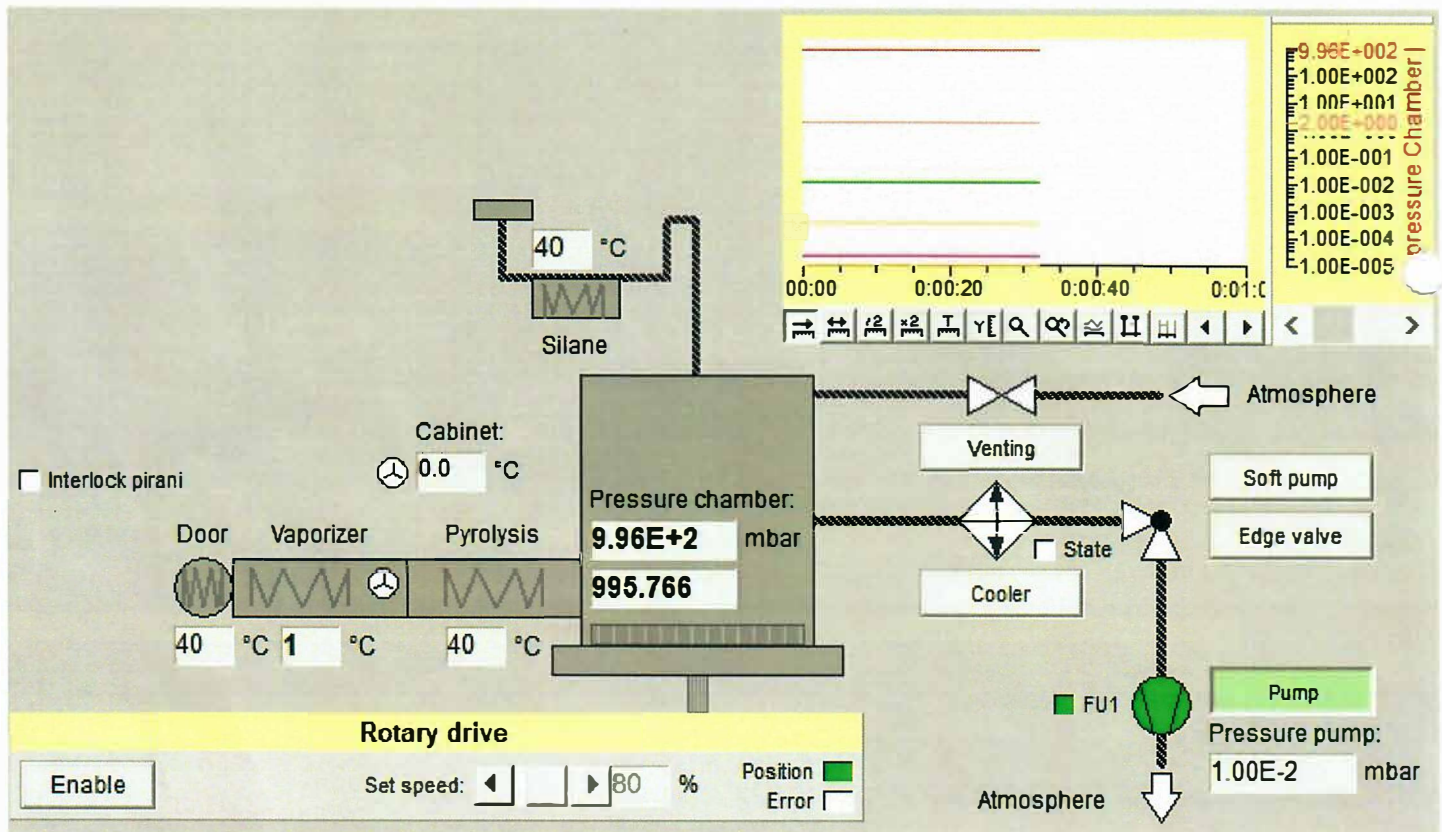 9.96E+002
1.00E+002
1.00E+001
2.00E+000
1.00E-001
1.00E-002
1.00E-003
1.00E-004
1.00E-005
pressure Chamber
00:00
0:00:20
0:00:40
0:01:0
40 °C
Silane
Atmosphere
Venting
Cabinet:
0.0 °C
Interlock pirani
Soft pump
Pressure chamber:
9.96E+2 mbar
995.766
Edge valve
State
Cooler
Door
Vaporizer
Pyrolysis
40 °C
1 °C
40 °C
FU1
Pump
Pressure pump:
1.00E-2 mbar
Atmosphere
Rotary drive
Enable
Set speed:
80 %
Position
Error